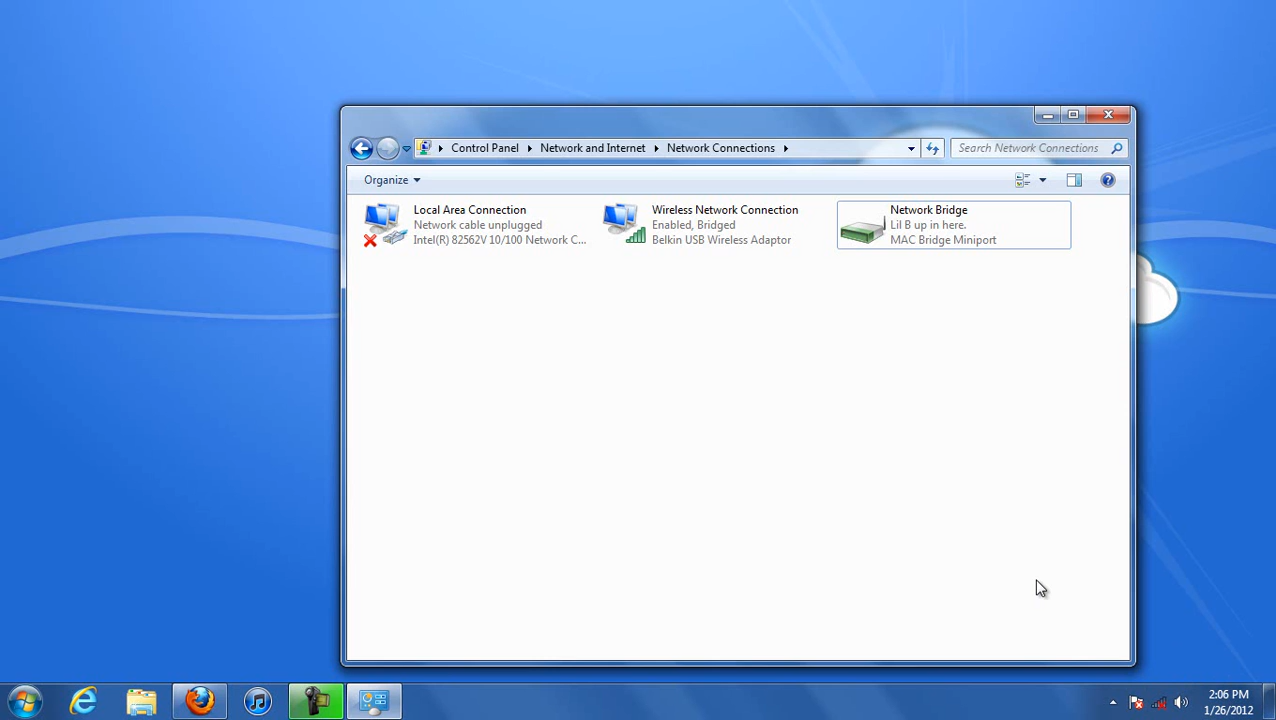 Control Panel Network and Internet Network Connections Search Network Connections
Organize
Local Area Connection
Network cable unplugged
Intel(R) 82562V 10/100 Network C...
Wireless Network Connection
Enabled, Bridged
Belkin USB Wireless Adaptor
Network Bridge
Lil B up in here.
MAC Bridge Miniport
2:06 PM
1/26/2012